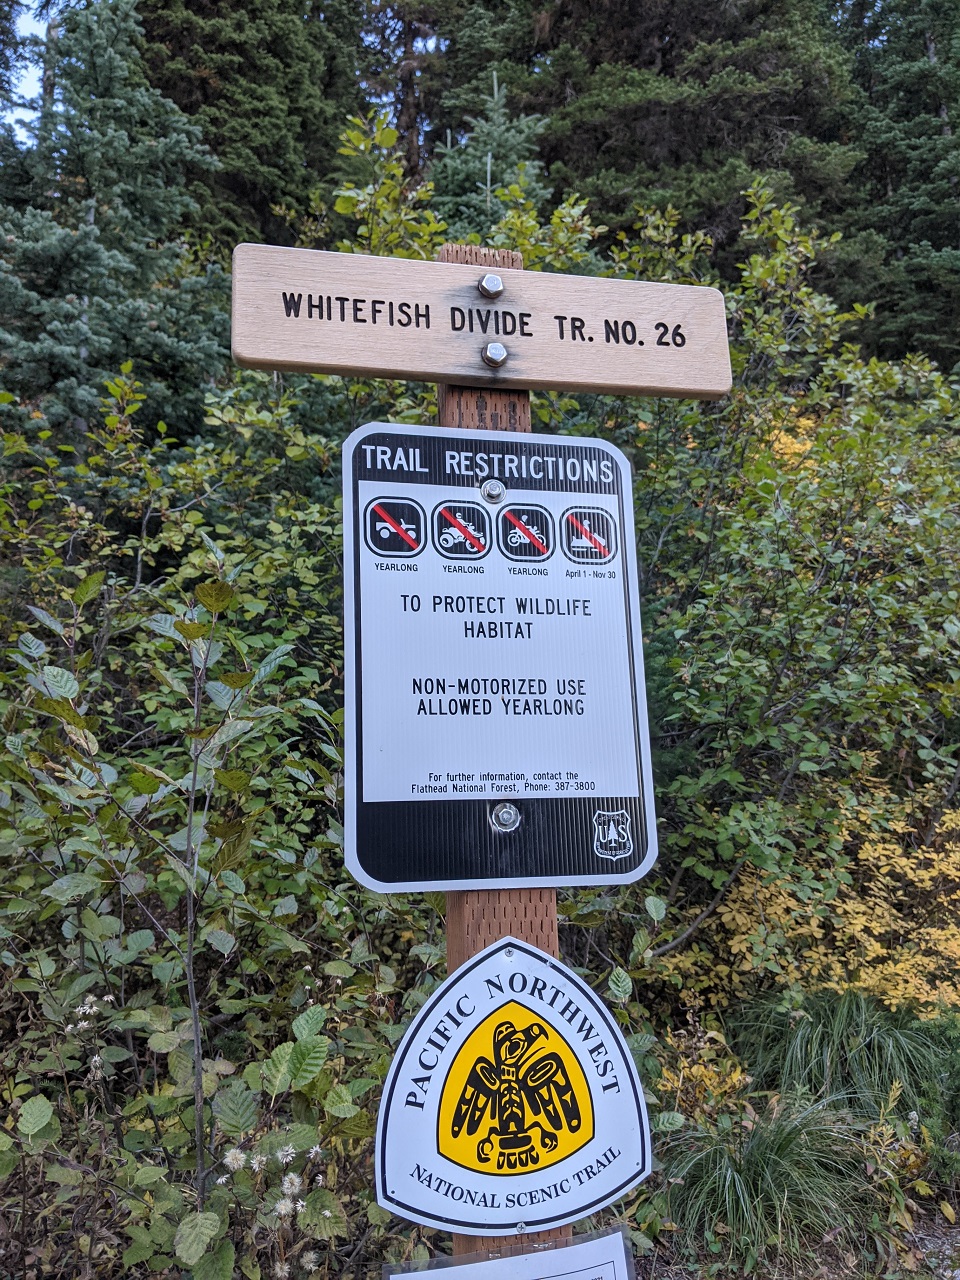 WHITEFISH DIVIDE TR. NO. 26
TRAIL RESTRICTIONS
YEARLONG YEARLONG YEARLONG April 1 - Nov 30
TO PROTECT WILDLIFE
HABITAT
NON-MOTORIZED USE
ALLOWED YEARLONG
For further information, contact the
Flathead National Forest, Phone: 387-3800
U S
PACIFIC NORTHWEST
NATIONAL SCENIC TRAIL